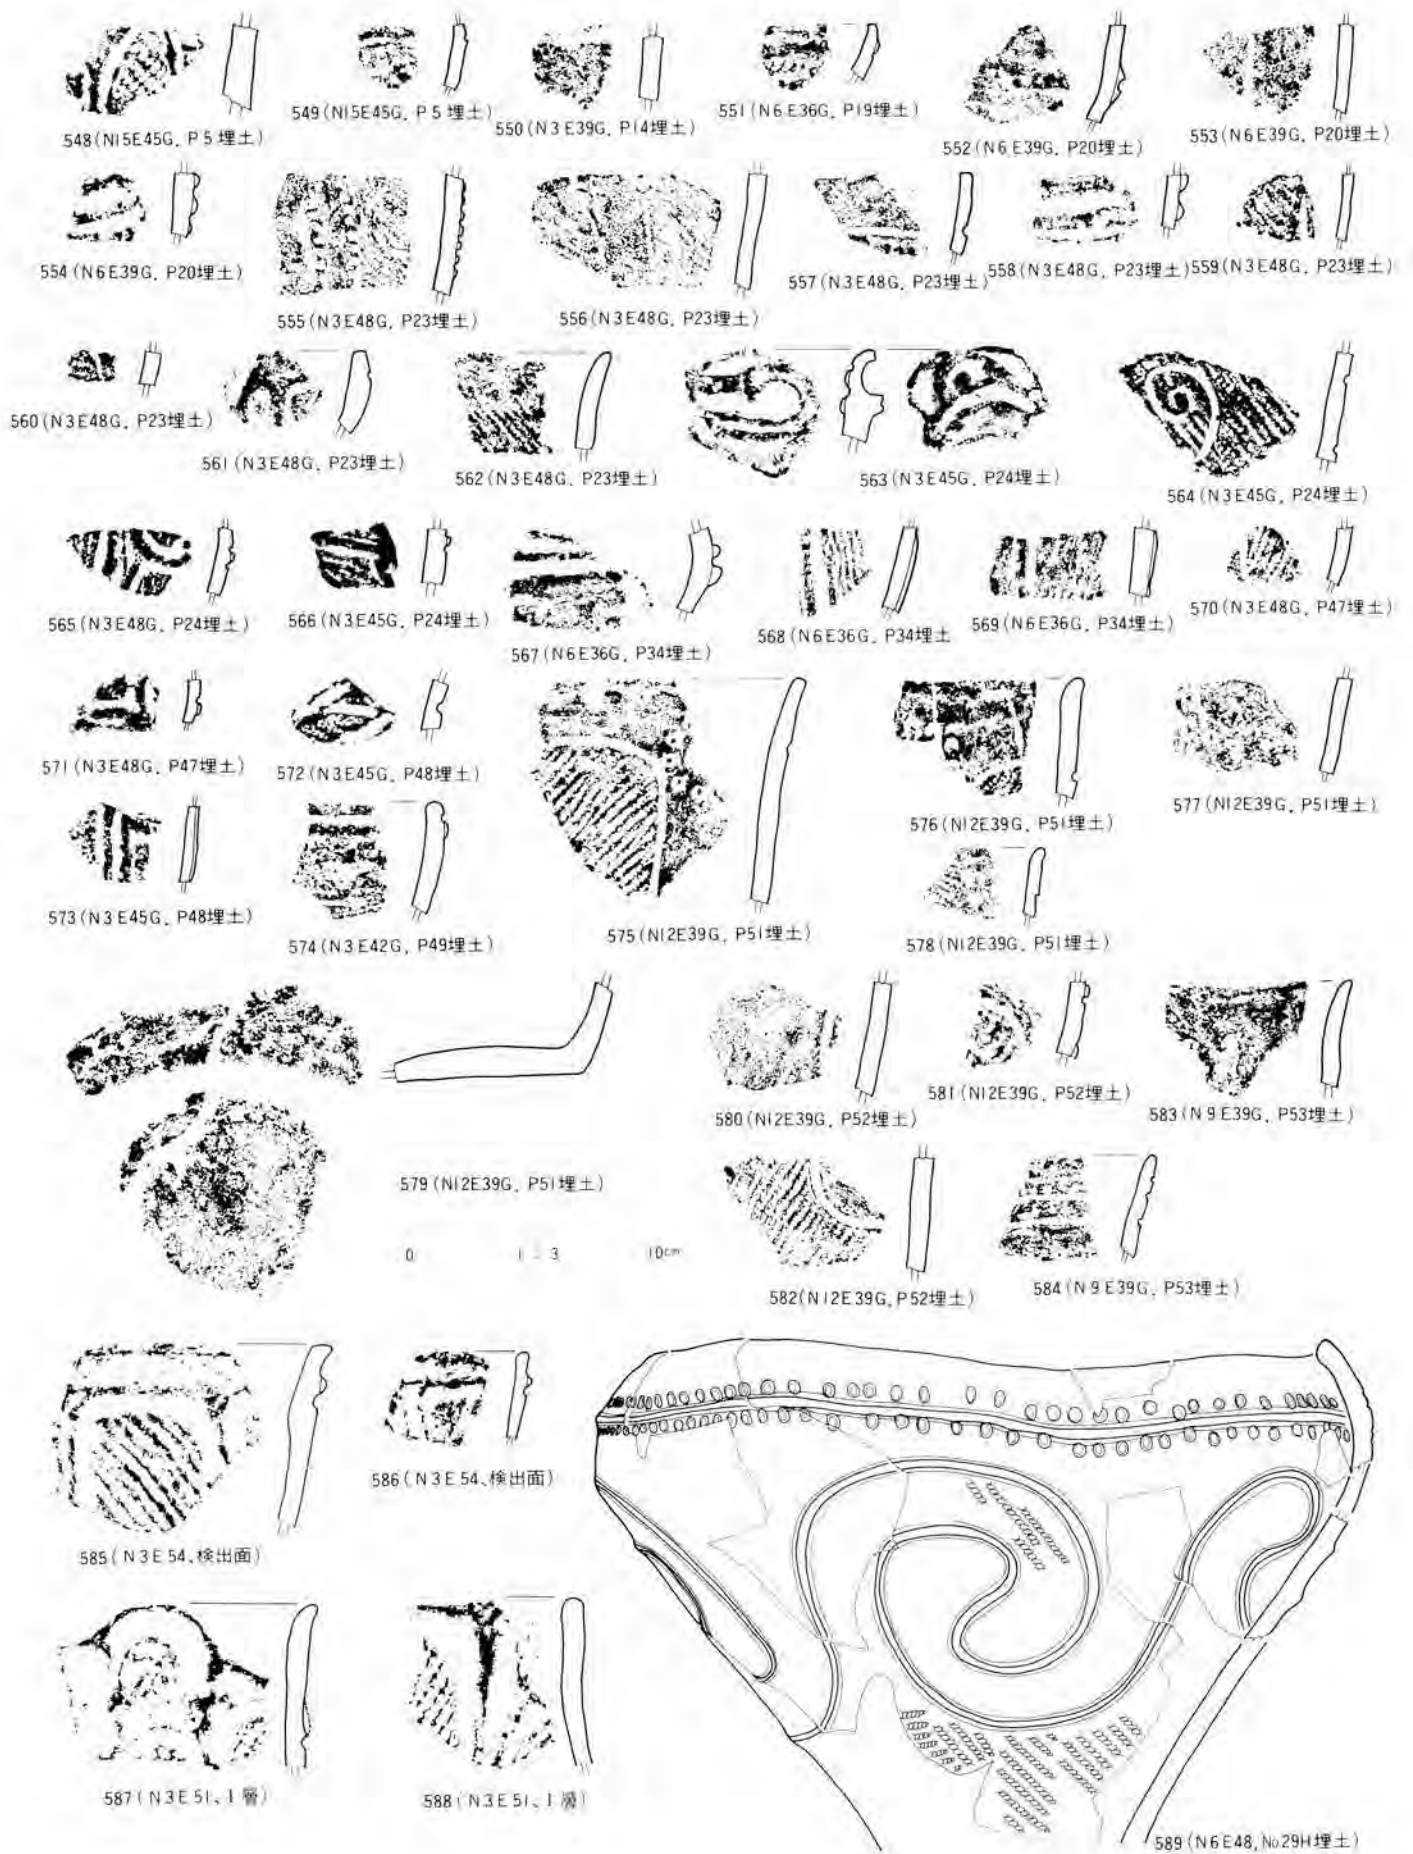 548(N15E45G, P5埋土)
549(N15E45G, P5埋土)
550(N3E39G, P14埋土)
551(N6E36G, P19埋土)
552(N6E39G, P20埋土)
553(N6E39G, P20埋土)
554(N6E39G, P20埋土)
555(N3E48G, P23埋土)
556(N3E48G, P23埋土)
557(N3E48G, P23埋土)
558(N3E48G, P23埋土)
559(N3E48G, P23埋土)
560(N3E48G, P23埋土)
561(N3E48G, P23埋土)
562(N3E48G, P23埋土)
563(N3E45G, P24埋土)
564(N3E45G, P24埋土)
565(N3E48G, P24埋土)
566(N3E45G, P24埋土)
567(N6E36G, P34埋土)
568(N6E36G, P34埋土
569(N6E36G, P34埋土)
570(N3E48G, P47埋土)
571(N3E48G, P47埋土)
572(N3E45G, P48埋土)
573(N3E45G, P48埋土)
574(N3E42G, P49埋土)
575(N12E39G, P51埋土)
576(N12E39G, P51埋土)
577(N12E39G, P51埋土)
578(N12E39G, P51埋土)
579(N12E39G, P51埋土)
580(N12E39G, P52埋土)
581(N12E39G, P52埋土)
583(N9E39G, P53埋土)
582(N12E39G, P52埋土)
584(N9E39G, P53埋土)
0 1:3 10cm
585(N3E54、検出面)
586(N3E54、検出面)
587(N3E51、1層)
588(N3E51、1層)
589(N6E48,No29H埋土)